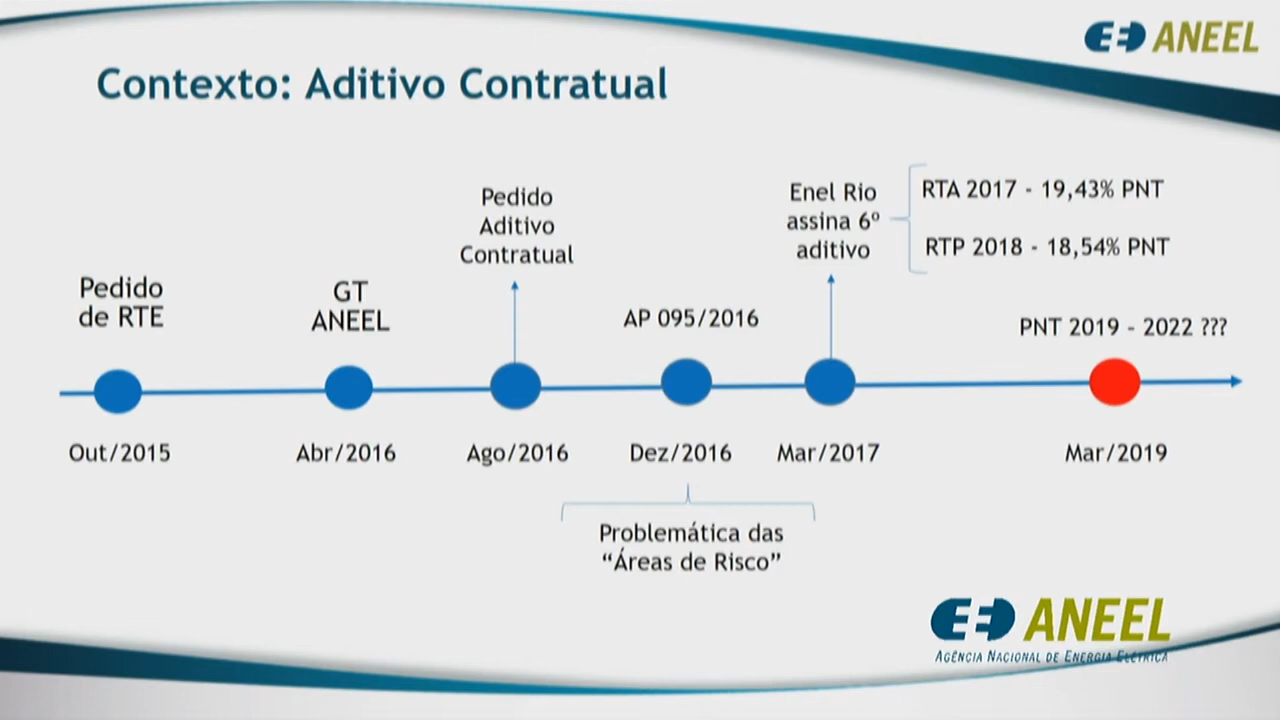 ANEEL
Contexto: Aditivo Contratual
Pedido
de RTE
GT
ANEEL
Pedido
Aditivo
Contratual
AP 095/2016
Enel Rio
assina 6º
aditivo
RTA 2017 - 19,43% PNT
RTP 2018 - 18,54% PNT
PNT 2019 - 2022 ???
Out/2015
Abr/2016
Ago/2016
Dez/2016
Mar/2017
Mar/2019
Problemática das
“Áreas de Risco”
ANEEL
AGÊNCIA NACIONAL DE ENERGIA ELÉTRICA